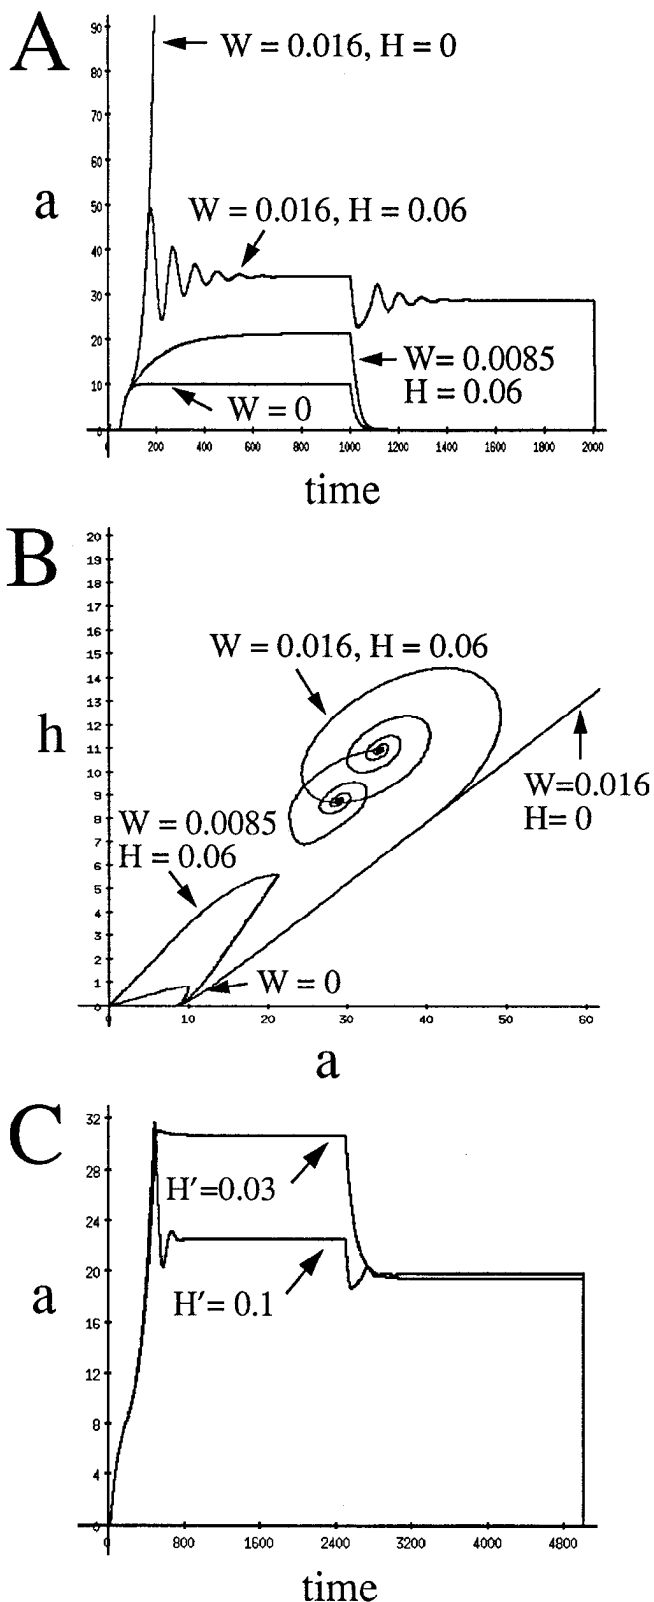 A
90
W = 0.016, H = 0
80
70
60
a
50
W = 0.016, H = 0.06
40
30
20
W= 0.0085
H = 0.06
10
W = 0
0
0 200 400 600 800 1000 1200 1400 1600 1800 2000
time
B
20
19
18
17
16
W = 0.016, H = 0.06
15
14
13
h
12
11
10
W=0.016
H= 0
9
8
W = 0.0085
H = 0.06
7
6
5
4
3
2
1
W = 0
0
0 10 20 30 40 50 60
a
C
32
28
H′=0.03
24
a
20
H′= 0.1
16
12
8
4
0
0 800 1600 2400 3200 4000 4800
time